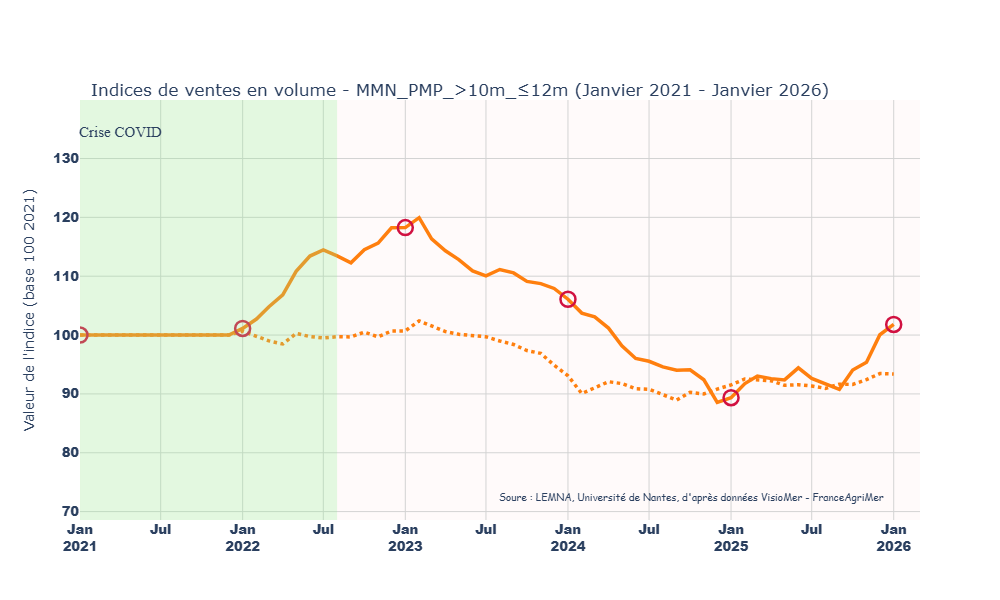 Indices de ventes en volume - MMN_PMP_>10m_≤12m (Janvier 2021 - Janvier 2026)
Crise COVID
Valeur de l'indice (base 100 2021)
130
120
110
100
90
80
70
Soure : LEMNA, Université de Nantes, d'après données VisioMer - FranceAgriMer
Jan Jul Jan Jul Jan Jul Jan Jul Jan Jul Jan
2021 2022 2023 2024 2025 2026